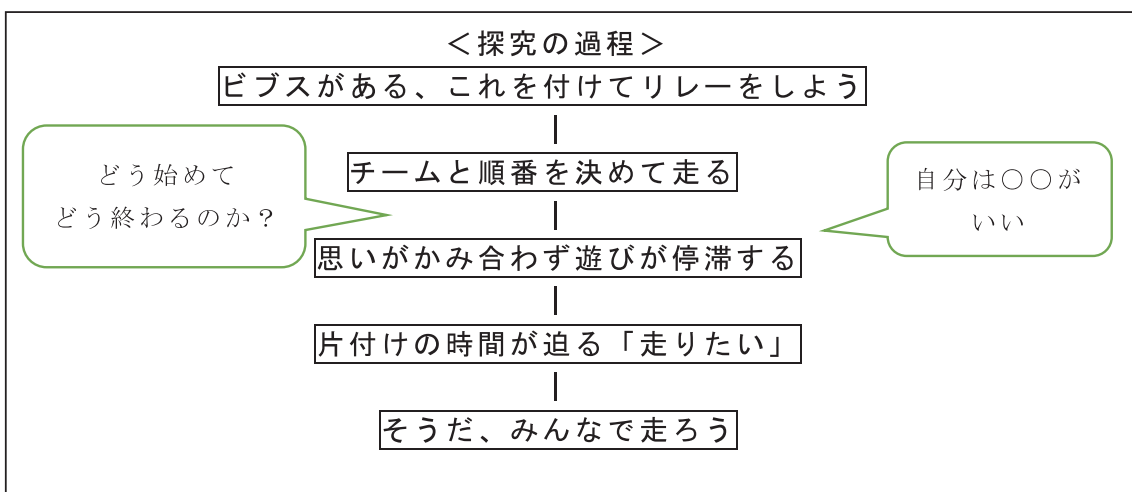 ＜探究の過程＞
ビブスがある、これを付けてリレーをしよう
チームと順番を決めて走る
どう始めて
どう終わるのか？
自分は〇〇が
いい
思いがかみ合わず遊びが停滞する
片付けの時間が迫る「走りたい」
そうだ、みんなで走ろう